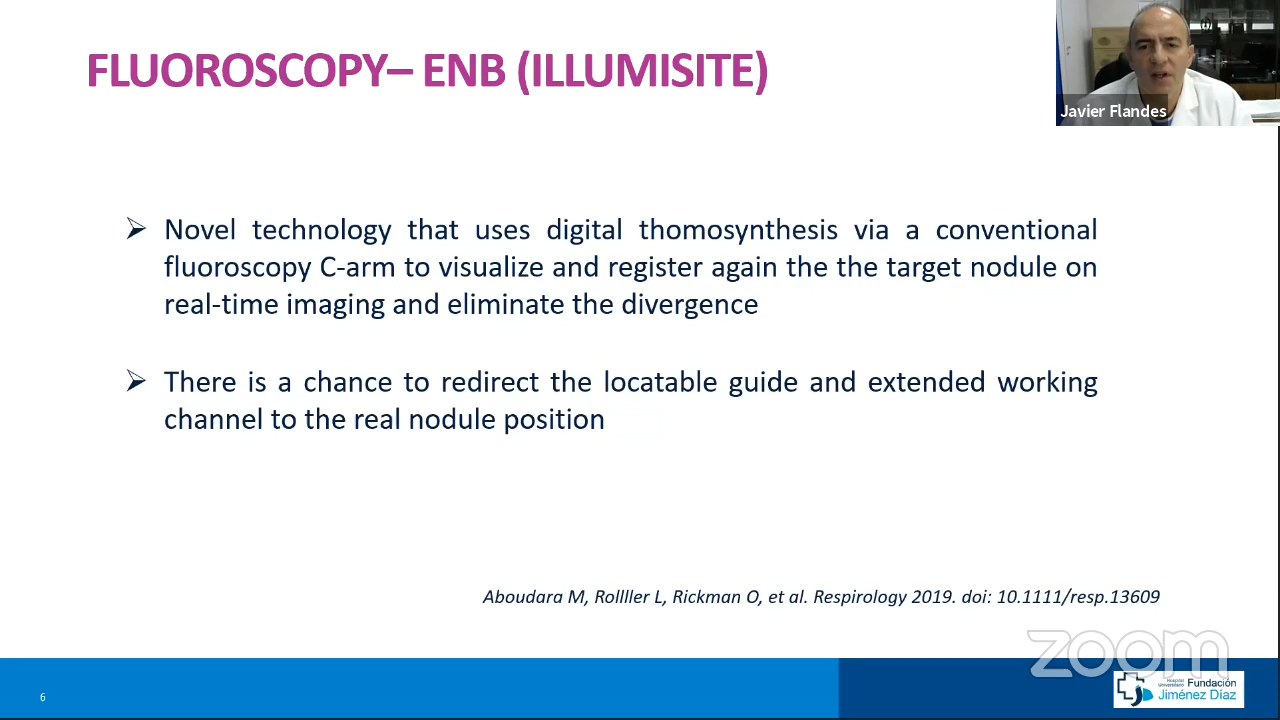 FLUOROSCOPY– ENB (ILLUMISITE)
Javier Flandes
Novel technology that uses digital thomosynthesis via a conventional
fluoroscopy C-arm to visualize and register again the the target nodule on
real-time imaging and eliminate the divergence
There is a chance to redirect the locatable guide and extended working
channel to the real nodule position
Aboudara M, Rollller L, Rickman O, et al. Respirology 2019. doi: 10.1111/resp.13609
zoom
6
Hospital
Universitario
Fundación
Jiménez Díaz